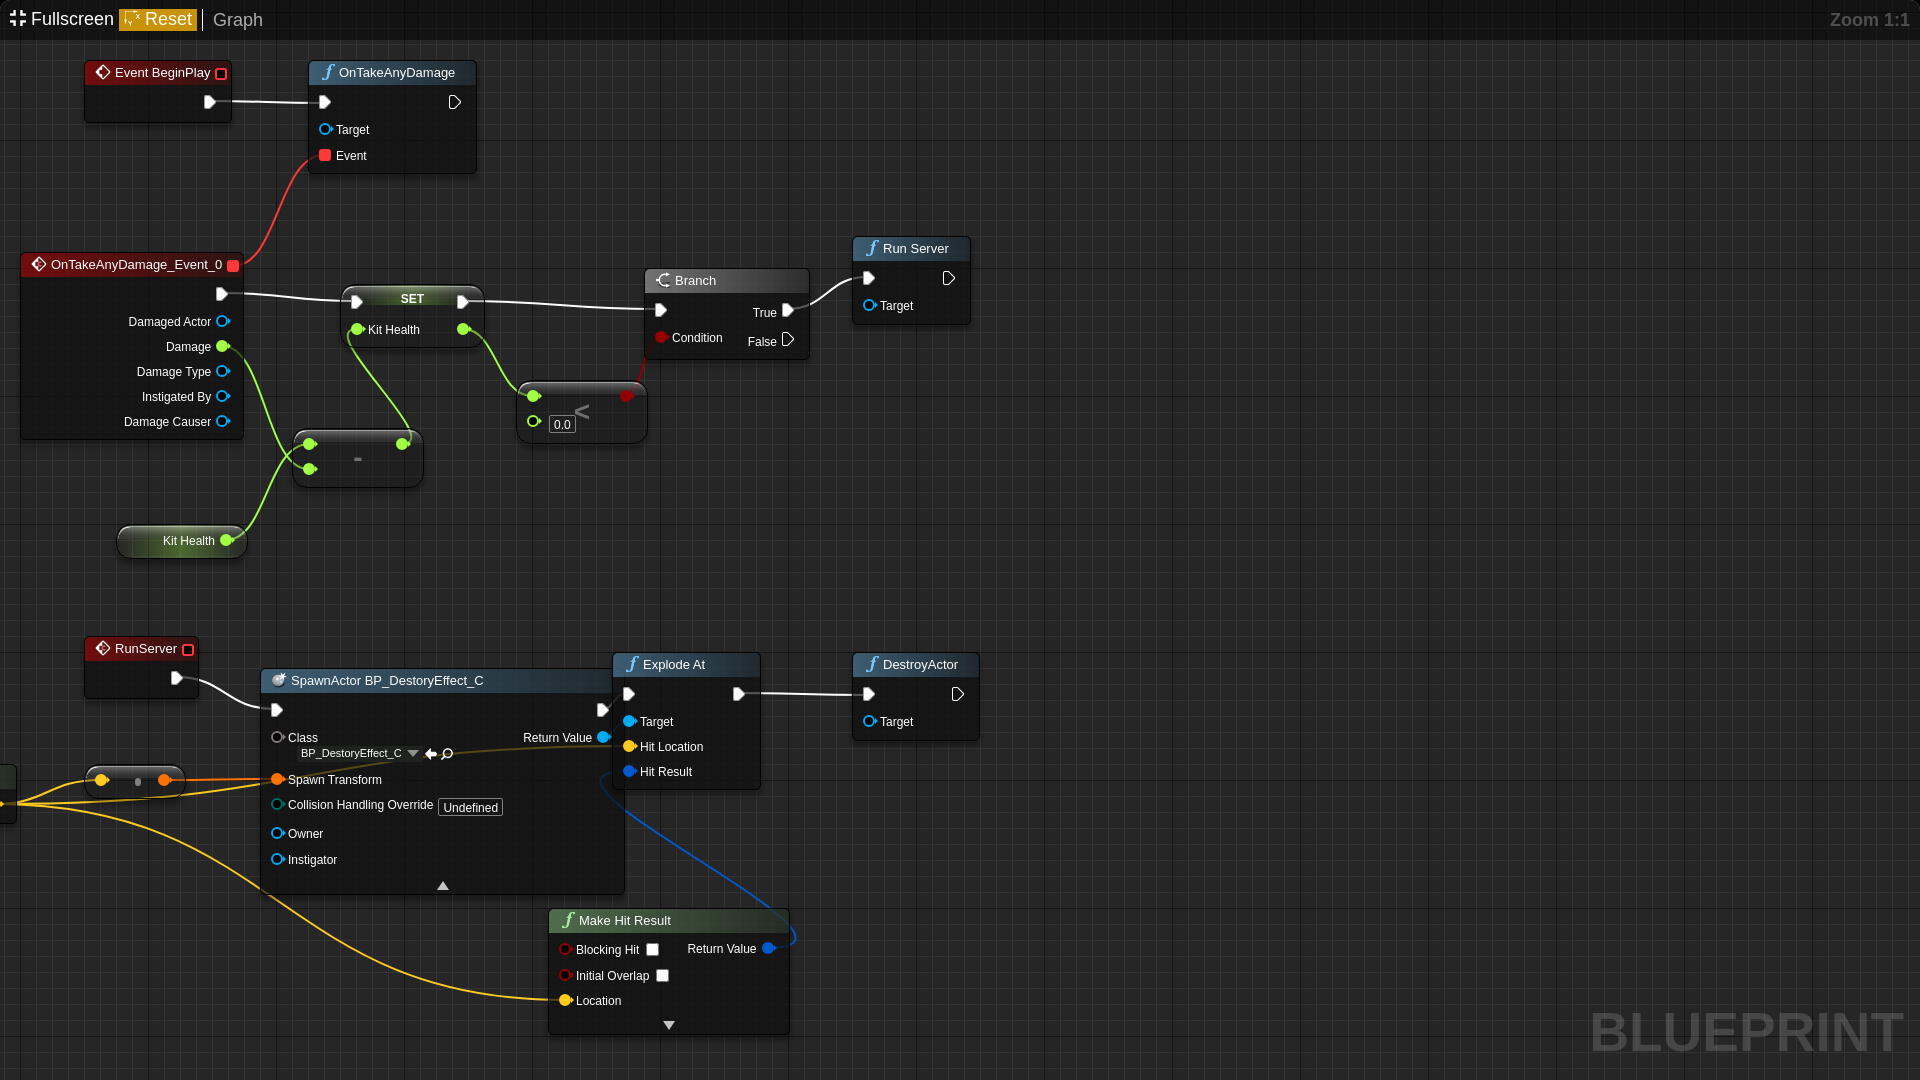 Fullscreen Reset Graph Zoom 1:1
Event BeginPlay
OnTakeAnyDamage
Target
Event
OnTakeAnyDamage_Event_0
Damaged Actor
Damage
Damage Type
Instigated By
Damage Causer
SET
Kit Health
Branch
True
Condition
False
Run Server
Target
<
0.0
-
Kit Health
RunServer
SpawnActor BP_DestoryEffect_C
Class
BP_DestoryEffect_C
Return Value
Spawn Transform
Collision Handling Override Undefined
Owner
Instigator
Explode At
Target
Hit Location
Hit Result
DestroyActor
Target
Make Hit Result
Blocking Hit
Return Value
Initial Overlap
Location
BLUEPRINT